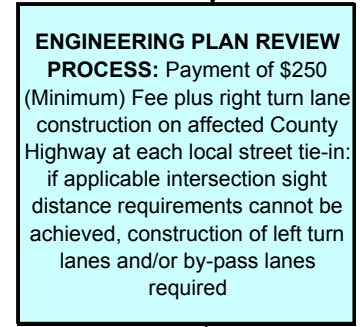 ENGINEERING PLAN REVIEW
PROCESS: Payment of $250
(Minimum) Fee plus right turn lane
construction on affected County
Highway at each local street tie-in:
if applicable intersection sight
distance requirements cannot be
achieved, construction of left turn
lanes and/or by-pass lanes
required